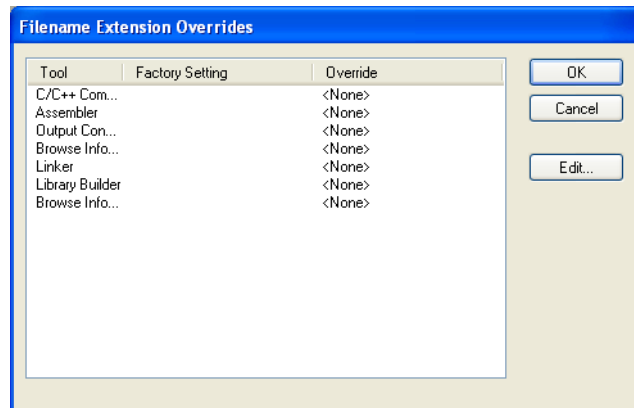 Filename Extension Overrides
Tool Factory Setting Override
C/C++ Com... <None>
Assembler <None>
Output Con... <None>
Browse Info... <None>
Linker <None>
Library Builder <None>
Browse Info... <None>
OK
Cancel
Edit...